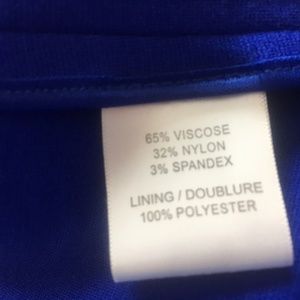 65% VISCOSE
32% NYLON
3% SPANDEX
LINING / DOUBLURE
100% POLYESTER